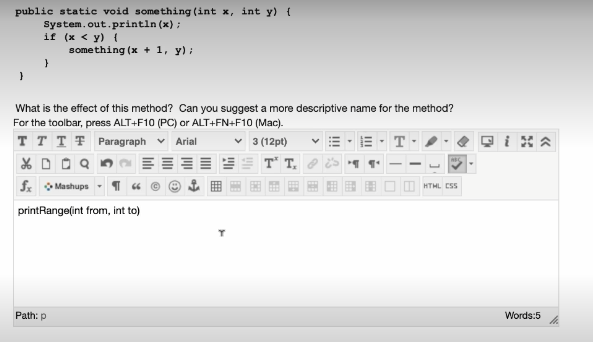 public static void something(int x, int y) {
System.out.println(x);
if (x < y) {
something(x + 1, y);
}
}
What is the effect of this method? Can you suggest a more descriptive name for the method?
For the toolbar, press ALT+F10 (PC) or ALT+FN+F10 (Mac).
T T T T Paragraph Arial 3 (12pt) T i
T T
fx Mashups ¶ “ © HTML CSS
printRange(int from, int to)
Path: p Words:5